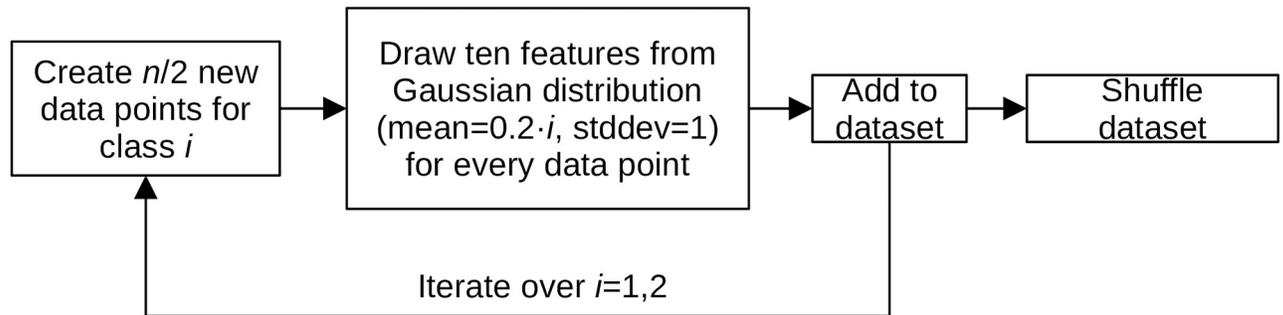 Create n/2 new
data points for
class i
Draw ten features from
Gaussian distribution
(mean=0.2·i, stddev=1)
for every data point
Add to
dataset
Shuffle
dataset
Iterate over i=1,2